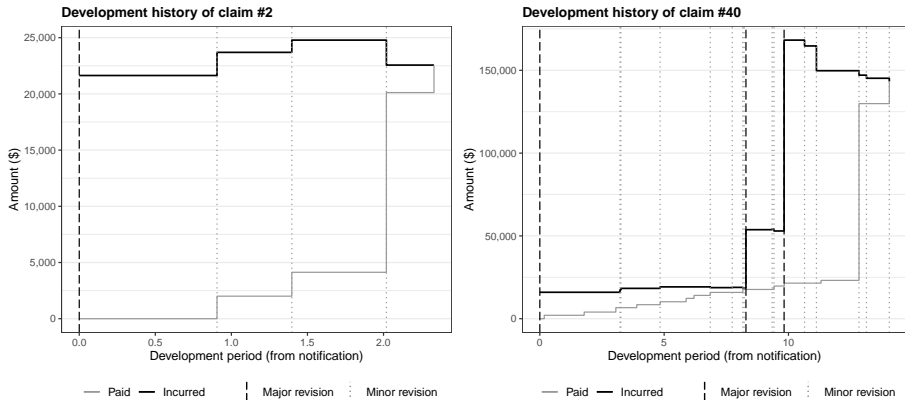 Development history of claim #2
Amount ($)
25,000
20,000
15,000
10,000
5,000
0
0.0 0.5 1.0 1.5 2.0
Development period (from notification)
Paid Incurred Major revision Minor revision
Development history of claim #40
Amount ($)
150,000
100,000
50,000
0
0 5 10
Development period (from notification)
Paid Incurred Major revision Minor revision